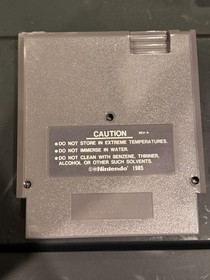 CAUTION
REV-A
●DO NOT STORE IN EXTREME TEMPERATURES.
●DO NOT IMMERSE IN WATER.
●DO NOT CLEAN WITH BENZENE, THINNER,
ALCOHOL OR OTHER SUCH SOLVENTS.
©Nintendo® 1985